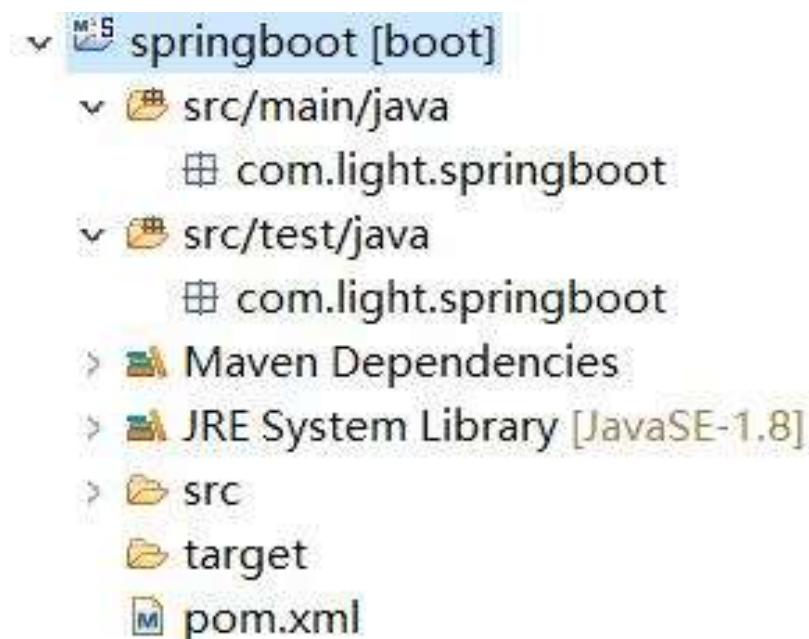 springboot [boot]
src/main/java
com.light.springboot
src/test/java
com.light.springboot
Maven Dependencies
JRE System Library [JavaSE-1.8]
src
target
pom.xml